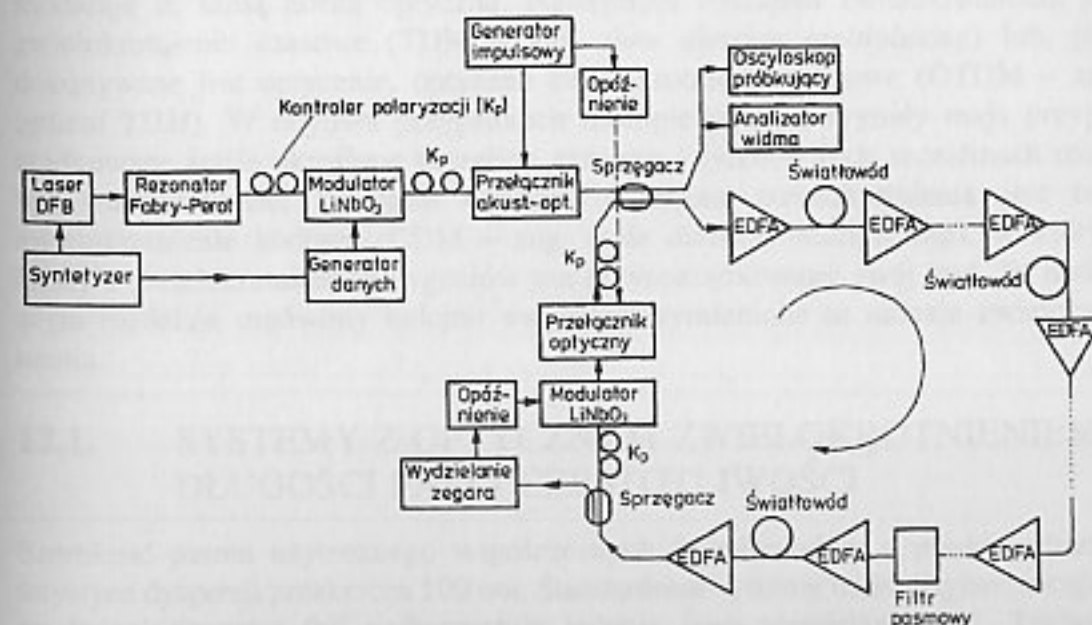 Generator
impulsowy
Opóź-
nienie
Oscyloskop
próbkujący
Analizator
widma
Kontroler polaryzacji [Kp]
Kp
Sprzęgacz
Światłowód
Laser
DFB
Rezonator
Fabry-Perot
Modulator
LiNbO3
Przełącznik
akust-opt.
EDFA
EDFA
EDFA
Syntetyzer
Generator
danych
Kp
Światłowód
Przełącznik
optyczny
EDFA
Opóź-
nienie
Modulator
LiNbO3
Kp
Wydzielanie
zegara
Sprzęgacz
Światłowód
EDFA
EDFA
EDFA
Filtr
pasmowy